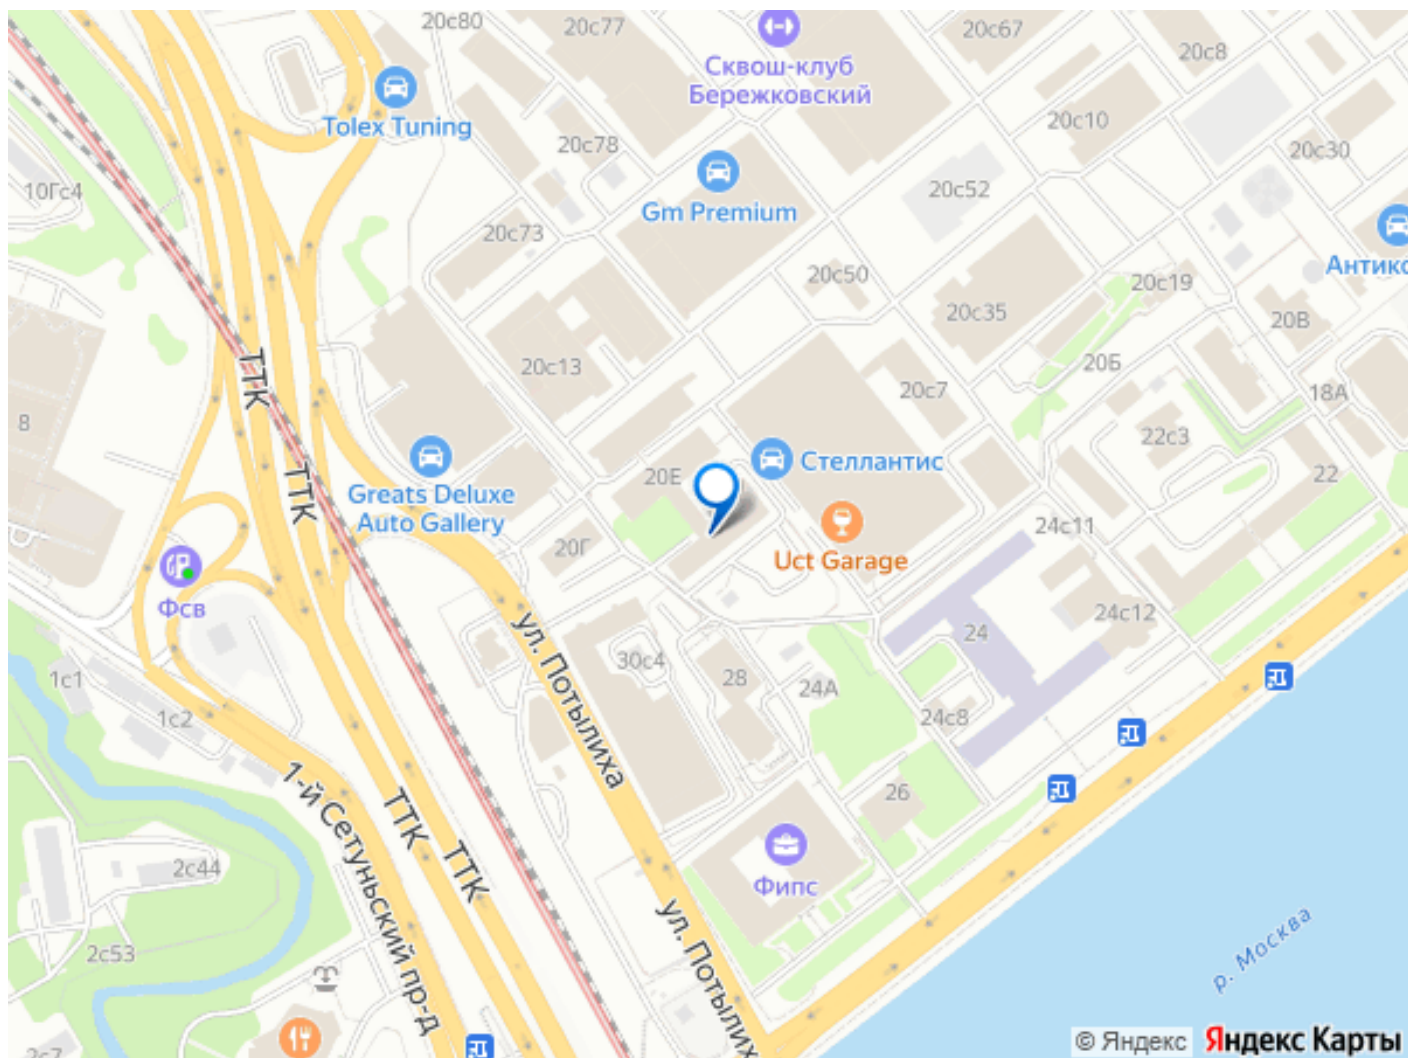 20с80
20с77
20с67
20с8
Сквош-клуб
Бережковский
Tolex Tuning
20с78
20с10
20с30
10Гс4
20с52
Gm Premium
20с73
20с50
20с19
Антико
20с35
20В
ТТК
20с13
20Б
20с7
18А
8
22с3
20Е
Стеллантис
22
ТТК
Greats Deluxe
Auto Gallery
24с11
20Г
Uct Garage
Фсв
24с12
24
ул. Потылиха
30с4
28
24А
1с1
1с2
24с8
1-й Сетуньский пр-д
ТТК
ТТК
26
2с44
Фипс
ул. Потылих
2с53
р. Москва
2с7
© Яндекс Яндекс Карты